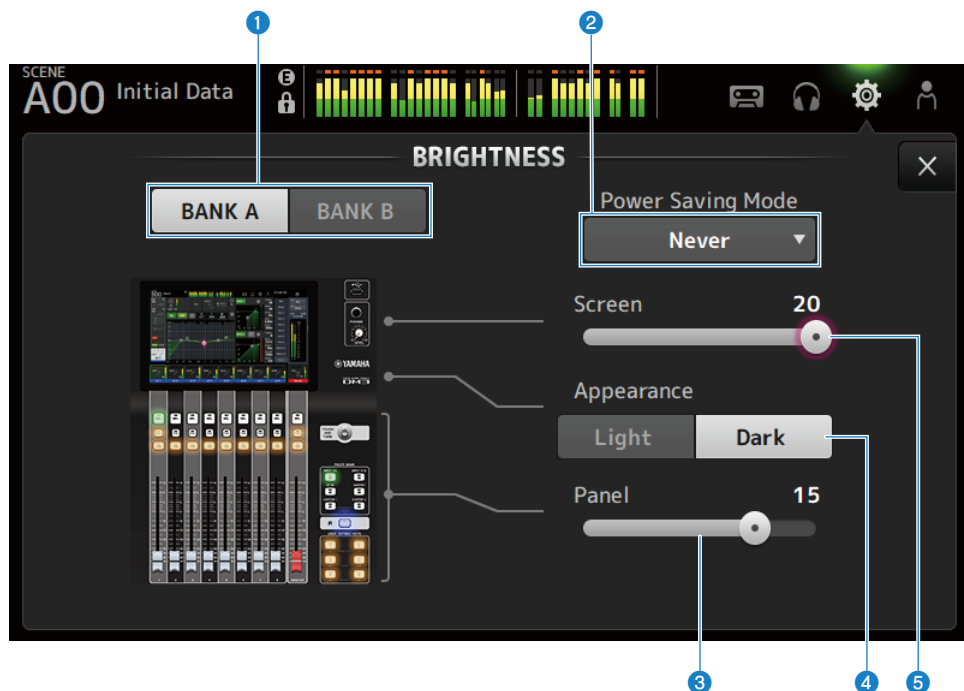 1 2
SCENE
A00 Initial Data
E
BRIGHTNESS
BANK A BANK B
Power Saving Mode
Never
Screen 20
YAMAHA
DM3
Appearance
Light Dark
Panel 15
3 4 5